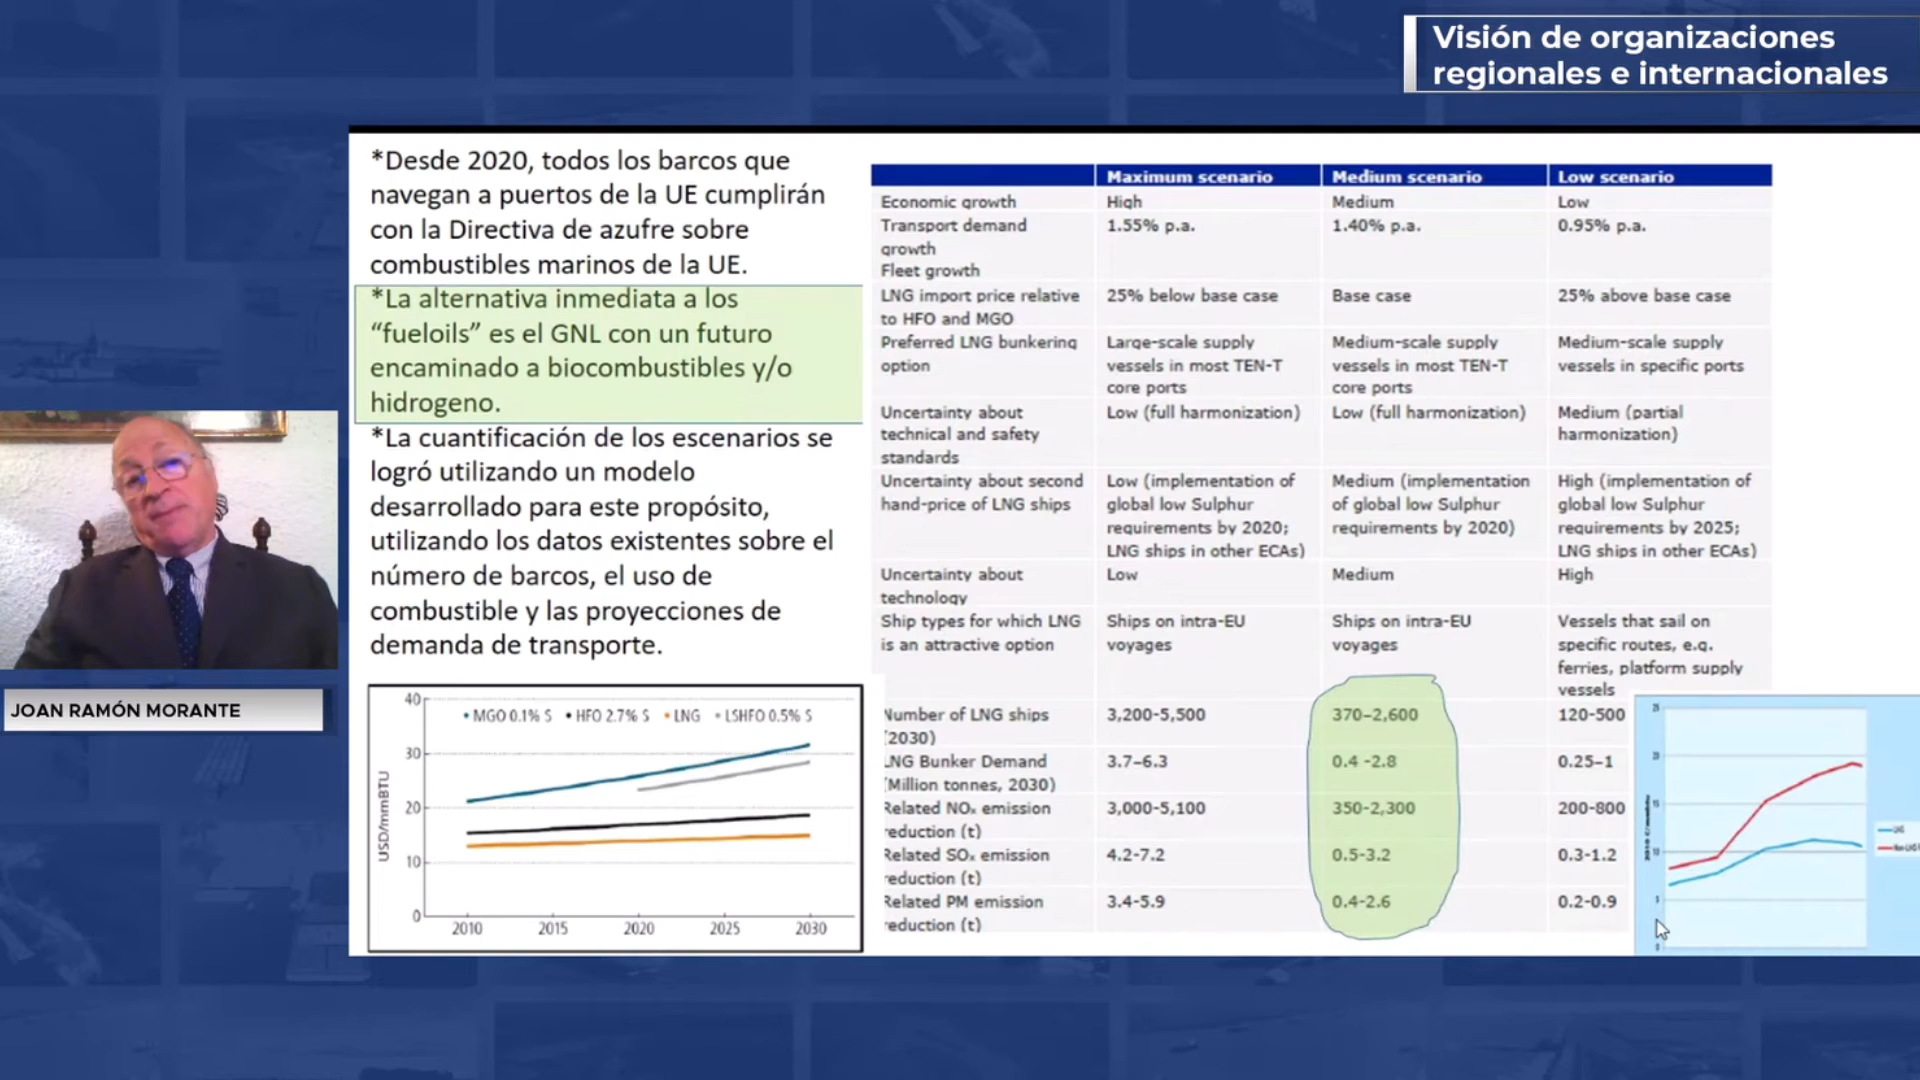 Visión de organizaciones
regionales e internacionales
*Desde 2020, todos los barcos que
navegan a puertos de la UE cumplirán
con la Directiva de azufre sobre
combustibles marinos de la UE.
*La alternativa inmediata a los
“fueloils” es el GNL con un futuro
encaminado a biocombustibles y/o
hidrogeno.
*La cuantificación de los escenarios se
logró utilizando un modelo
desarrollado para este propósito,
utilizando los datos existentes sobre el
número de barcos, el uso de
combustible y las proyecciones de
demanda de transporte.
JOAN RAMÓN MORANTE
40
MGO 0.1% S HFO 2.7% S LNG LSHFO 0.5% S
30
20
10
0
USD/mmBTU
2010 2015 2020 2025 2030
Maximum scenario Medium scenario Low scenario
Economic growth High Medium Low
Transport demand 1.55% p.a. 1.40% p.a. 0.95% p.a.
growth
Fleet growth
LNG import price relative 25% below base case Base case 25% above base case
to HFO and MGO
Preferred LNG bunkering Large-scale supply Medium-scale supply Medium-scale supply
option vessels in most TEN-T vessels in most TEN-T vessels in specific ports
core ports core ports
Uncertainty about Low (full harmonization) Low (full harmonization) Medium (partial
technical and safety harmonization)
standards
Uncertainty about second Low (implementation of Medium (implementation High (implementation of
hand-price of LNG ships global low Sulphur of global low Sulphur global low Sulphur
requirements by 2020; requirements by 2020) requirements by 2025;
LNG ships in other ECAs) LNG ships in other ECAs)
Uncertainty about Low Medium High
technology
Ship types for which LNG Ships on intra-EU Ships on intra-EU Vessels that sail on
is an attractive option voyages voyages specific routes, e.g.
ferries, platform supply
vessels
Number of LNG ships 3,200-5,500 370–2,600 120-500
(2030)
LNG Bunker Demand 3.7–6.3 0.4 -2.8 0.25–1
(Million tonnes, 2030)
Related NOₓ emission 3,000-5,100 350-2,300 200-800
reduction (t)
Related SOₓ emission 4.2-7.2 0.5-3.2 0.3-1.2
reduction (t)
Related PM emission 3.4-5.9 0.4-2.6 0.2-0.9
reduction (t)